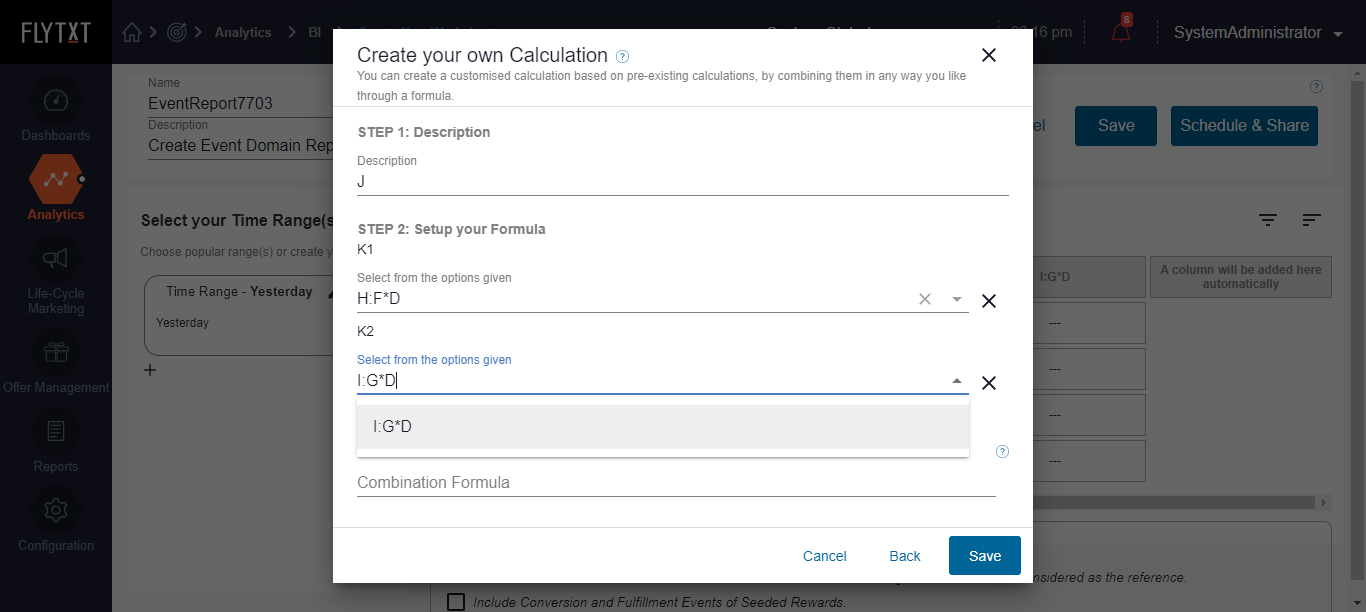 FLYTXT
Analytics
BI
16 pm
8
SystemAdministrator
Dashboards
Analytics
Life-Cycle
Marketing
Offer Management
Reports
Configuration
Name
EventReport7703
Description
Create Event Domain Rep
Save
Schedule & Share
Select your Time Range(s
Choose popular range(s) or create y
Time Range - Yesterday
Yesterday
I:G*D
A column will be added here
automatically
---
---
---
---
nsidered as the reference.
Include Conversion and Fulfillment Events of Seeded Rewards.
Create your own Calculation
You can create a customised calculation based on pre-existing calculations, by combining them in any way you like
through a formula.
STEP 1: Description
Description
J
STEP 2: Setup your Formula
K1
Select from the options given
H:F*D
K2
Select from the options given
I:G*D
I:G*D
Combination Formula
Cancel
Back
Save